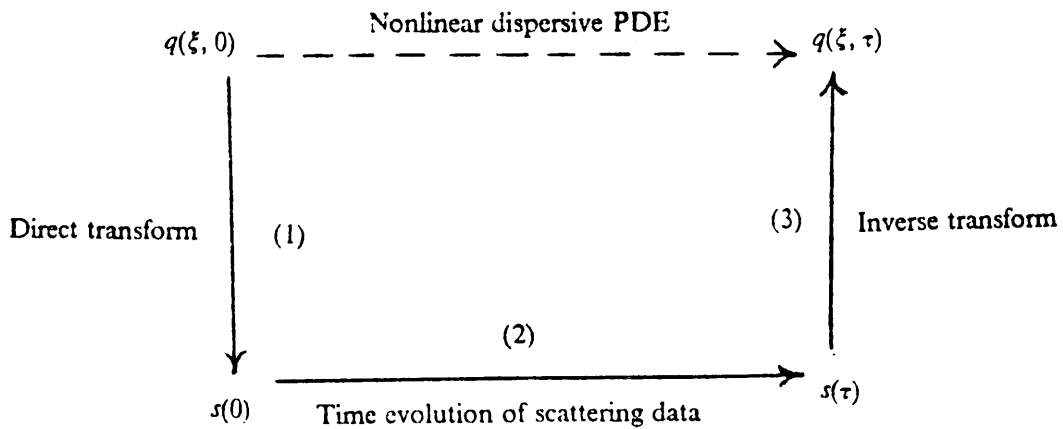 Nonlinear dispersive PDE
q(ξ, 0)
q(ξ, τ)
Direct transform
(1)
(3)
Inverse transform
(2)
s(0)
Time evolution of scattering data
s(τ)